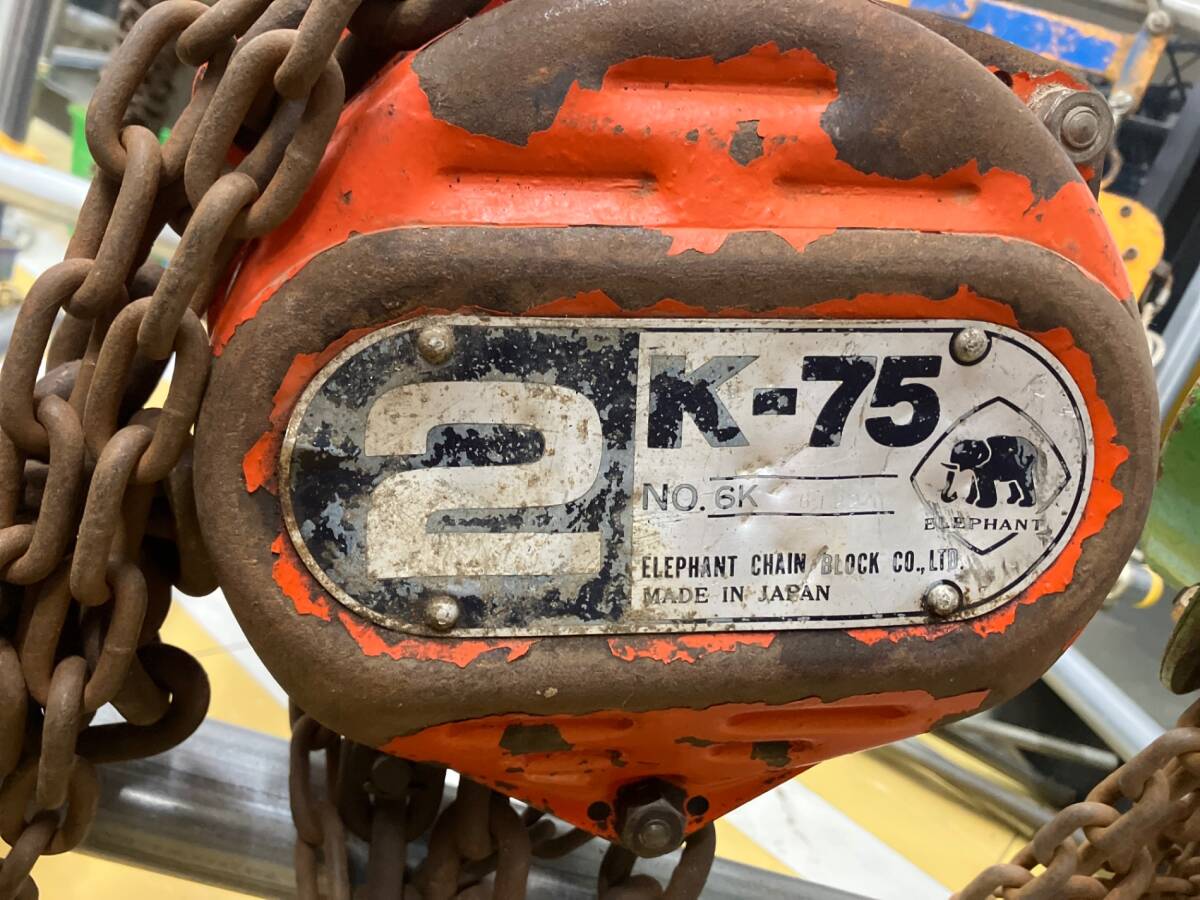 2
K-75
NO. 6K
ELEPHANT
ELEPHANT CHAIN BLOCK CO., LTD.
MADE IN JAPAN